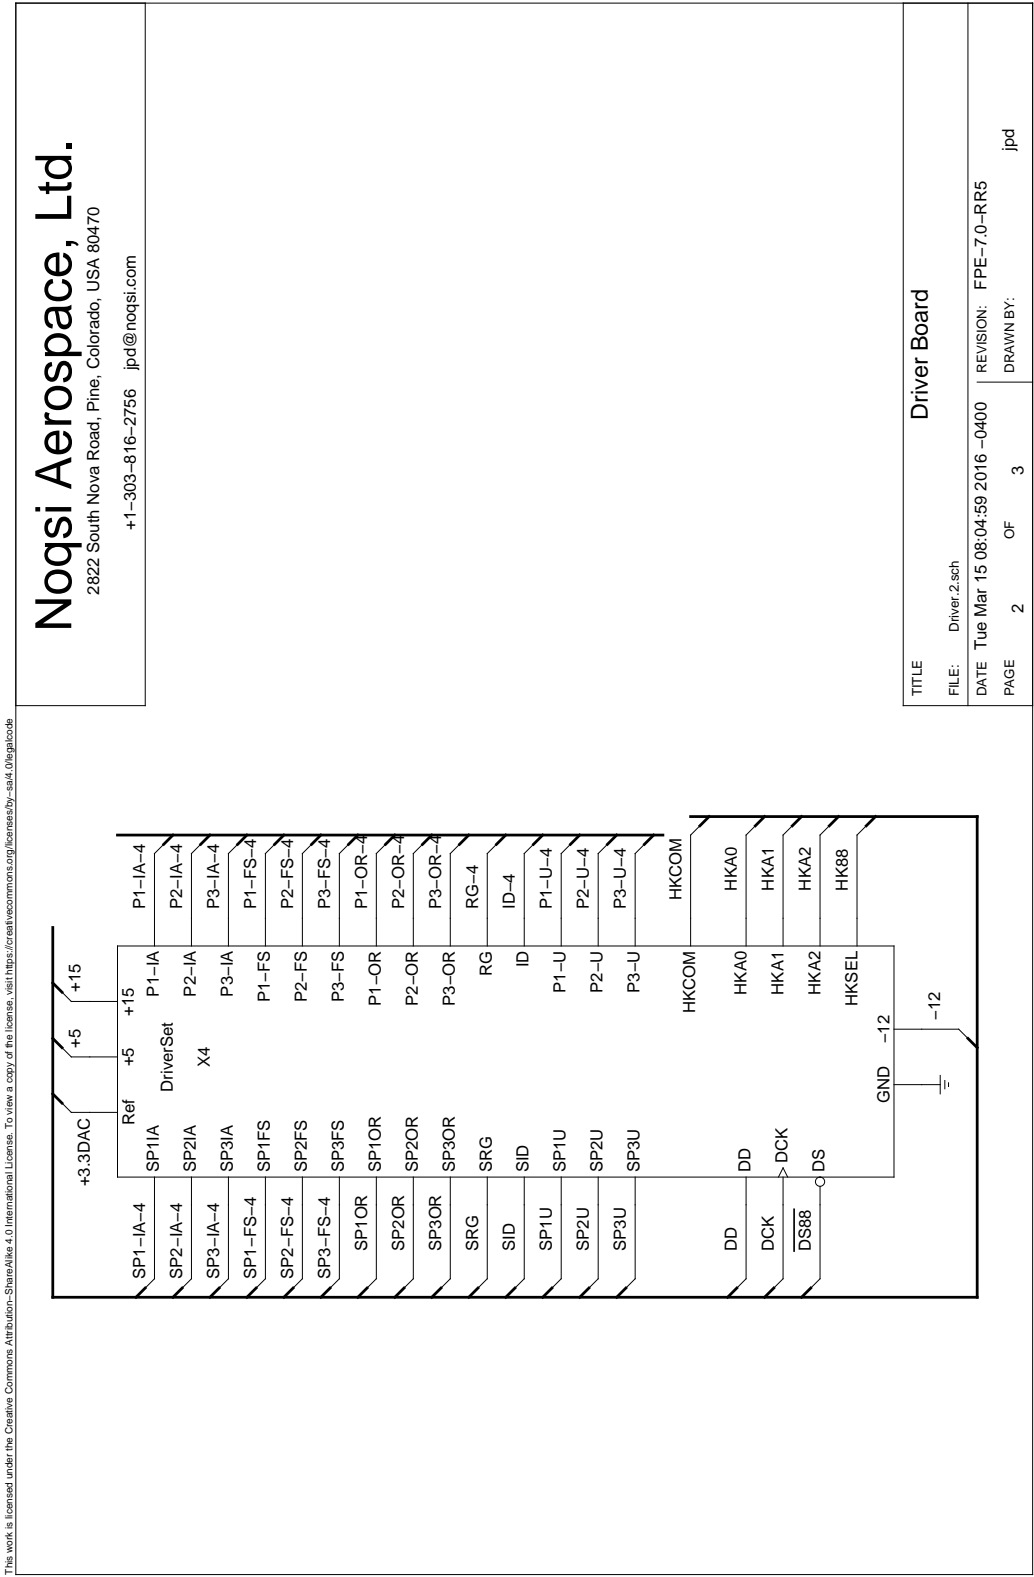 This work is licensed under the Creative Commons Attribution−ShareAlike 4.0 International License. To view a copy of the license, visit https://creativecommons.org/licenses/by−sa/4.0/legalcode
Noqsi Aerospace, Ltd.
2822 South Nova Road, Pine, Colorado, USA 80470
+1−303−816−2756 jpd@noqsi.com
+3.3DAC
+5
+15
Ref
+5
+15
DriverSet
X4
SP1−IA−4 SP1IA P1−IA P1−IA−4
SP2−IA−4 SP2IA P2−IA P2−IA−4
SP3−IA−4 SP3IA P3−IA P3−IA−4
SP1−FS−4 SP1FS P1−FS P1−FS−4
SP2−FS−4 SP2FS P2−FS P2−FS−4
SP3−FS−4 SP3FS P3−FS P3−FS−4
SP1OR SP1OR P1−OR P1−OR−4
SP2OR SP2OR P2−OR P2−OR−4
SP3OR SP3OR P3−OR P3−OR−4
SRG SRG RG RG−4
SID SID ID ID−4
SP1U SP1U P1−U P1−U−4
SP2U SP2U P2−U P2−U−4
SP3U SP3U P3−U P3−U−4
HKCOM HKCOM
DD DD HKA0 HKA0
DCK DCK HKA1 HKA1
DS88 DS HKA2 HKA2
HKSEL HK88
GND −12
−12
TITLE
Driver Board
FILE: Driver.2.sch
DATE Tue Mar 15 08:04:59 2016 −0400 REVISION: FPE−7.0−RR5
PAGE 2 OF 3 DRAWN BY: jpd